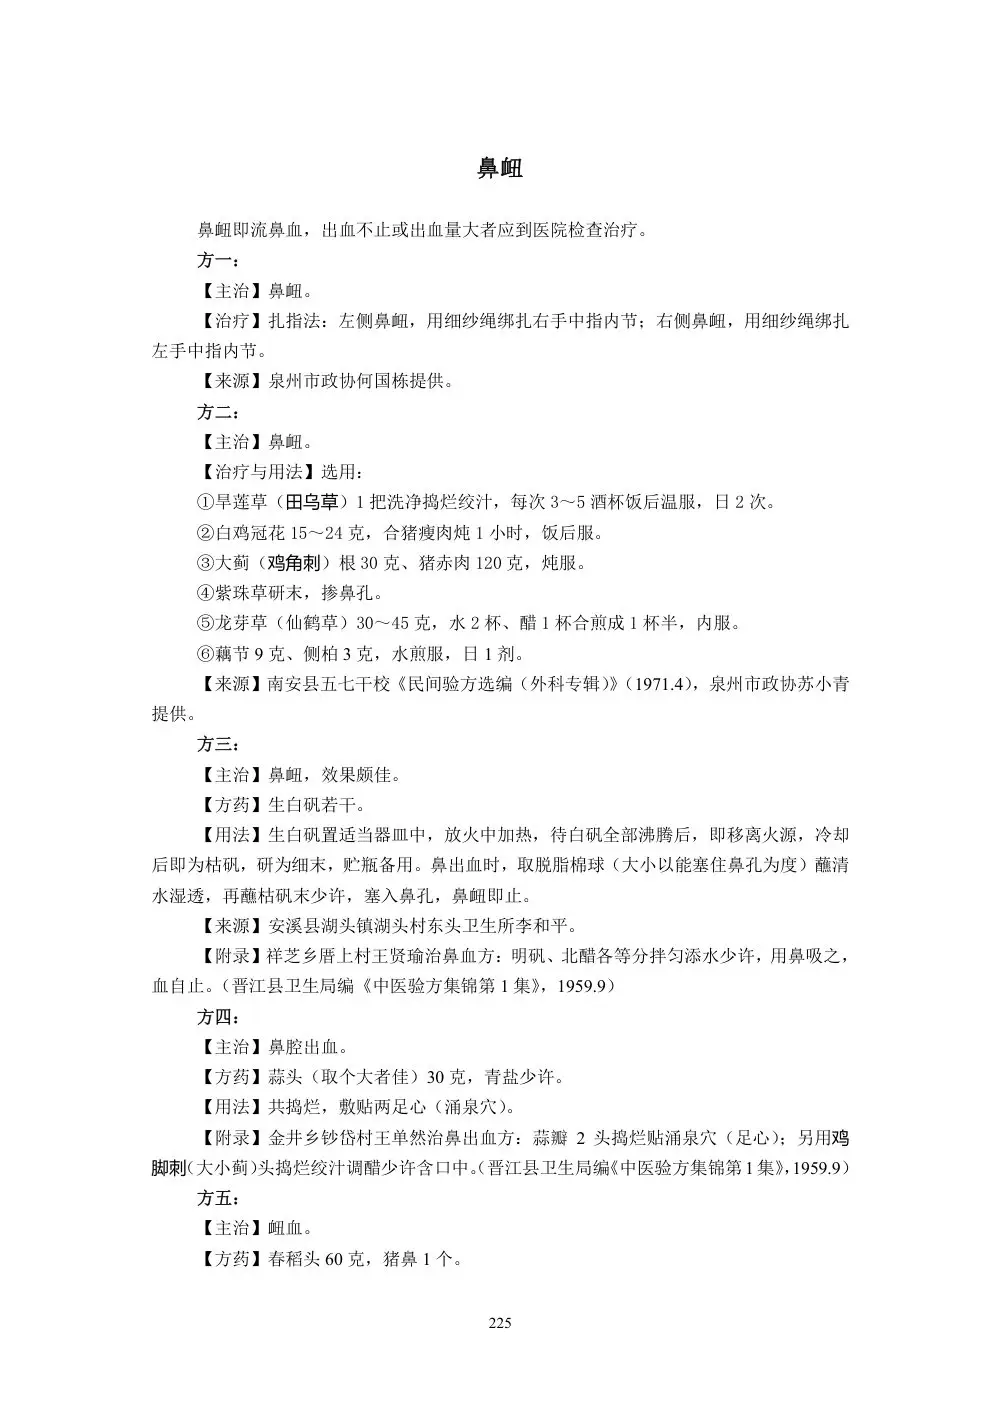 鼻衄
鼻衄即流鼻血，出血不止或出血量大者应到医院检查治疗。
方一：
【主治】鼻衄。
【治疗】扎指法：左侧鼻衄，用细纱绳绑扎右手中指内节；右侧鼻衄，用细纱绳绑扎
左手中指内节。
【来源】泉州市政协何国栋提供。
方二：
【主治】鼻衄。
【治疗与用法】选用：
①旱莲草（田乌草）1 把洗净捣烂绞汁，每次 3～5 酒杯饭后温服，日 2 次。
②白鸡冠花 15～24 克，合猪瘦肉炖 1 小时，饭后服。
③大蓟（鸡角刺）根 30 克、猪赤肉 120 克，炖服。
④紫珠草研末，掺鼻孔。
⑤龙芽草（仙鹤草）30～45 克，水 2 杯、醋 1 杯合煎成 1 杯半，内服。
⑥藕节 9 克、侧柏 3 克，水煎服，日 1 剂。
【来源】南安县五七干校《民间验方选编（外科专辑）》（1971.4），泉州市政协苏小青
提供。
方三：
【主治】鼻衄，效果颇佳。
【方药】生白矾若干。
【用法】生白矾置适当器皿中，放火中加热，待白矾全部沸腾后，即移离火源，冷却
后即为枯矾，研为细末，贮瓶备用。鼻出血时，取脱脂棉球（大小以能塞住鼻孔为度）蘸清
水湿透，再蘸枯矾末少许，塞入鼻孔，鼻衄即止。
【来源】安溪县湖头镇湖头村东头卫生所李和平。
【附录】祥芝乡厝上村王贤瑜治鼻血方：明矾、北醋各等分拌匀添水少许，用鼻吸之，
血自止。（晋江县卫生局编《中医验方集锦第 1 集》，1959.9）
方四：
【主治】鼻腔出血。
【方药】蒜头（取个大者佳）30 克，青盐少许。
【用法】共捣烂，敷贴两足心（涌泉穴）。
【附录】金井乡钞岱村王单然治鼻出血方：蒜瓣 2 头捣烂贴涌泉穴（足心）；另用鸡
脚刺（大小蓟）头捣烂绞汁调醋少许含口中。（晋江县卫生局编《中医验方集锦第 1 集》，1959.9）
方五：
【主治】衄血。
【方药】春稻头 60 克，猪鼻 1 个。
225